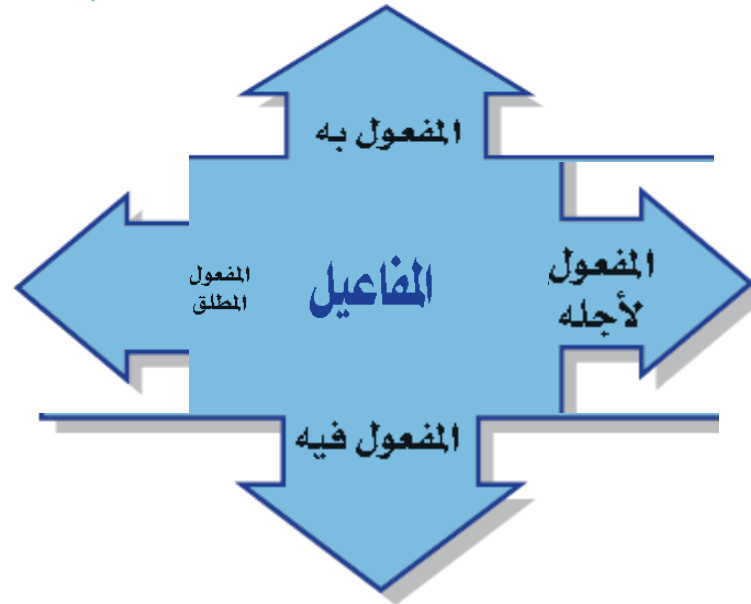 المفعول به
المفاعيل
المفعول
لأجله
المفعول
المطلق
المفعول فيه